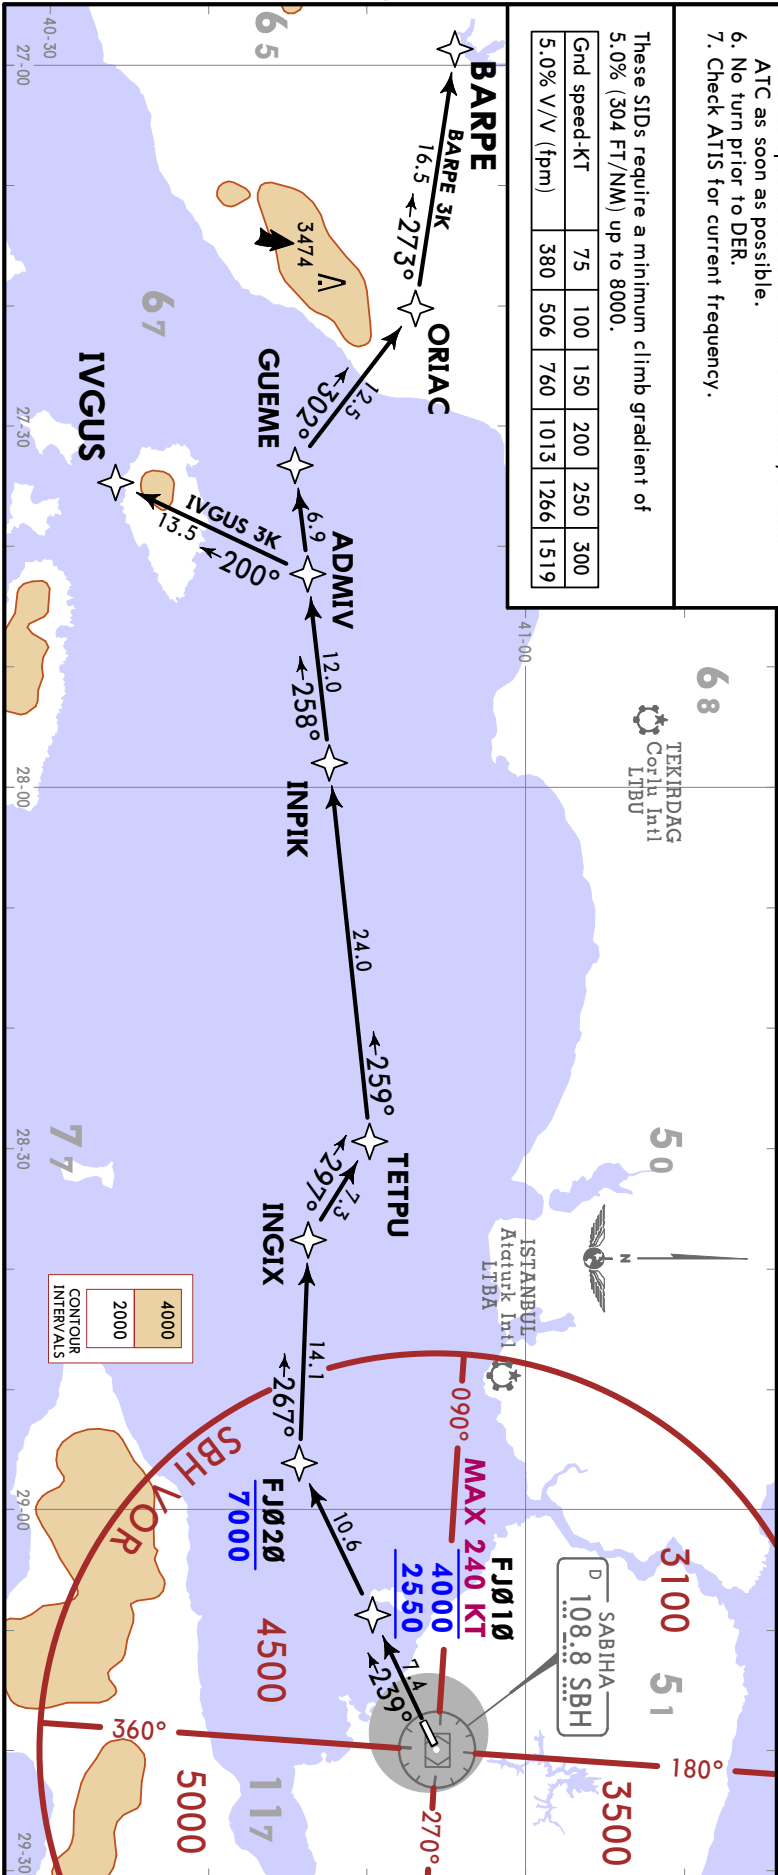 ATC as soon as possible.
6. No turn prior to DER.
7. Check ATIS for current frequency.
These SIDs require a minimum climb gradient of
5.0% (304 FT/NM) up to 8000.
Gnd speed-KT 75 100 150 200 250 300
5.0% V/V (fpm) 380 506 760 1013 1266 1519
40-30
27-00
65
BARPE
BARPE 3K
16.5
273°
3474
ORIAC
12.5
302°
GUEME
67
27-30
IVGUS
IVGUS 3K
13.5
200°
6.9
ADMIV
12.0
258°
INPIK
41-00
68
TEKIRDAG
Corlu Intl
LTBU
28-00
24.0
259°
TETPU
7.3
297°
INGIX
50
77
28-30
N
ISTANBUL
Ataturk Intl
LTBA
14.1
267°
4000
2000
CONTOUR
INTERVALS
FJØ2Ø
7000
10.6
FJØ1Ø
MAX 240 KT
4000
2550
7.4
239°
090°
SBH VOR
29-00
3100
51
SABIHA
D 108.8 SBH
4500
360°
180°
270°
5000
3500
117
29-30